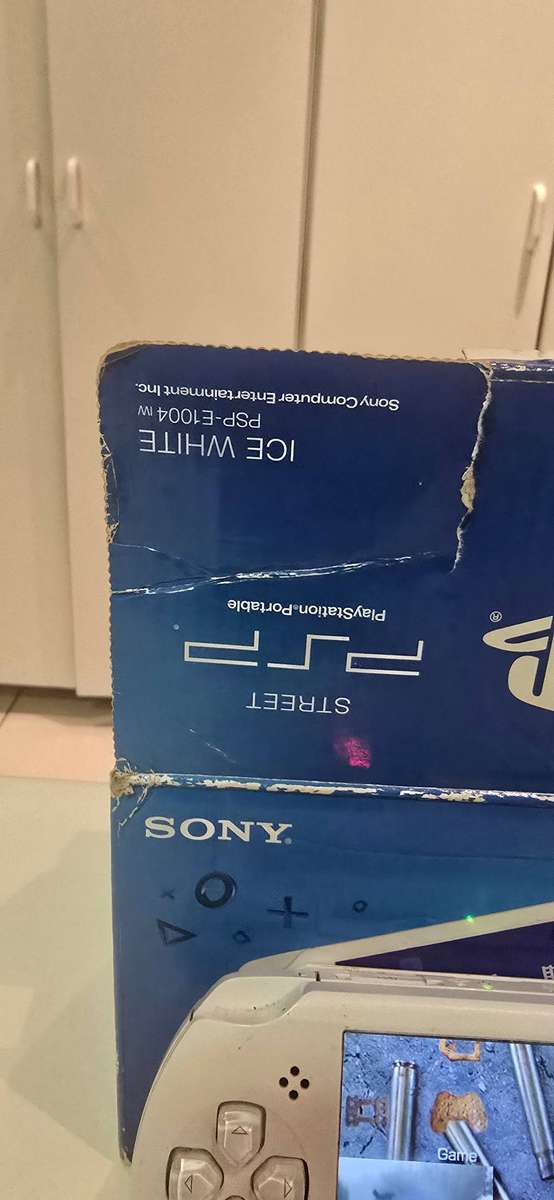 Sony Computer Entertainment Inc.
PSP-E1004 IW
ICE WHITE
PlayStation®Portable
PSP
STREET
®
SONY®
Game